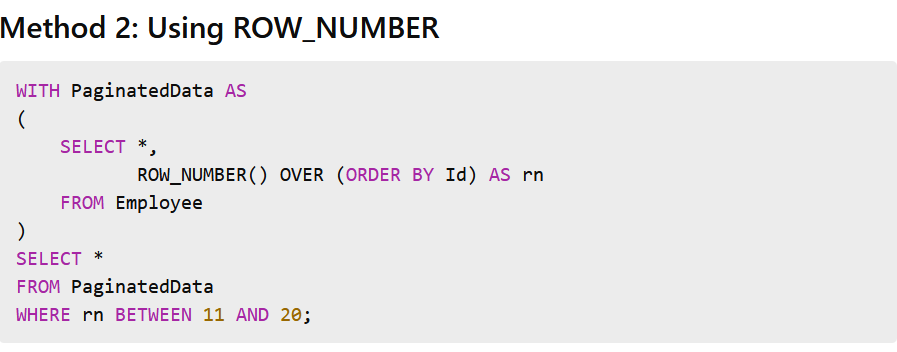 Method 2: Using ROW_NUMBER
WITH PaginatedData AS
(
    SELECT *,
           ROW_NUMBER() OVER (ORDER BY Id) AS rn
    FROM Employee
)
SELECT *
FROM PaginatedData
WHERE rn BETWEEN 11 AND 20;